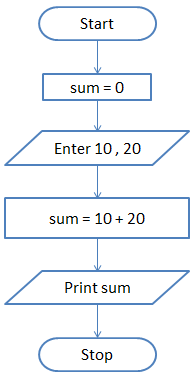 Start
sum = 0
Enter 10 , 20
sum = 10 + 20
Print sum
Stop